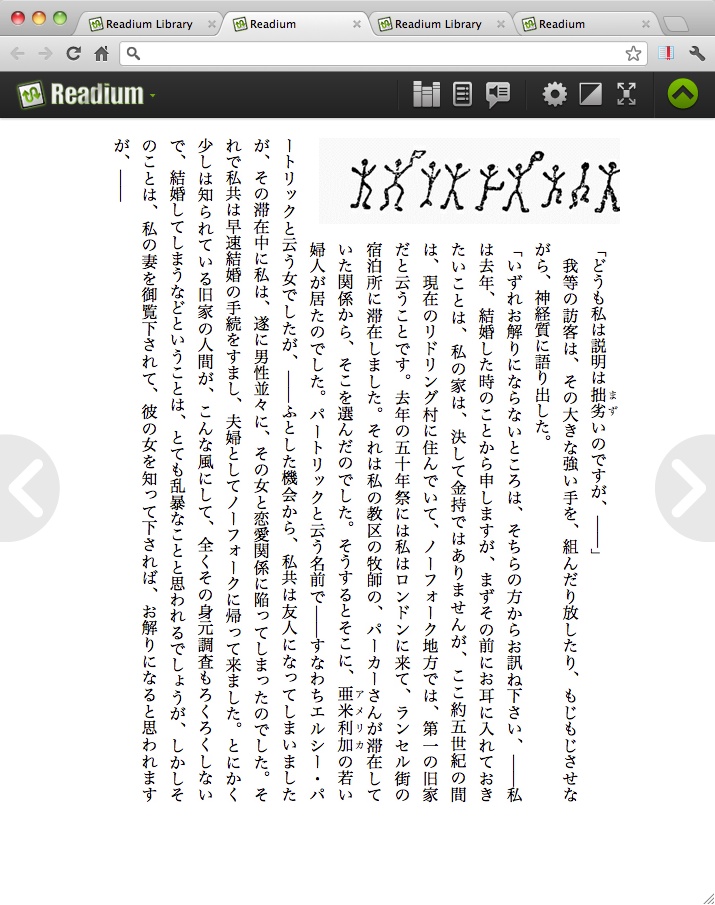 Readium Library
Readium
Readium Library
Readium
Readium
「どうも私は説明は拙劣いのですが、――」
まず
我等の訪客は、その大きな強い手を、組んだり放したり、もじもじさせな
がら、神経質に語り出した。
「いずれお解りにならないところは、そちらの方からお訊ね下さい、――私
は去年、結婚した時のことから申しますが、まずその前にお耳に入れておき
たいことは、私の家は、決して金持ではありませんが、ここ約五世紀の間
は、現在のリドリング村に住んでいて、ノーフォーク地方では、第一の旧家
だと云うことです。去年の五十年祭には私はロンドンに来て、ランセル街の
宿泊所に滞在しました。それは私の教区の牧師の、パーカーさんが滞在して
いた関係から、そこを選んだのでした。そうするとそこに、亜米利加の若い
アメリカ
婦人が居たのでした。パートリックと云う名前で――すなわちエルシー・パ
ートリックと云う女でしたが、――ふとした機会から、私共は友人になってしまいました
が、その滞在中に私は、遂に男性並々に、その女と恋愛関係に陥ってしまったのでした。そ
れで私共は早速結婚の手続をすまし、夫婦としてノーフォークに帰って来ました。とにかく
少しは知られている旧家の人間が、こんな風にして、全くその身元調査もろくろくしない
で、結婚してしまうなどということは、とても乱暴なことと思われるでしょうが、しかしそ
のことは、私の妻を御覧下されて、彼の女を知って下されば、お解りになると思われます
が、――